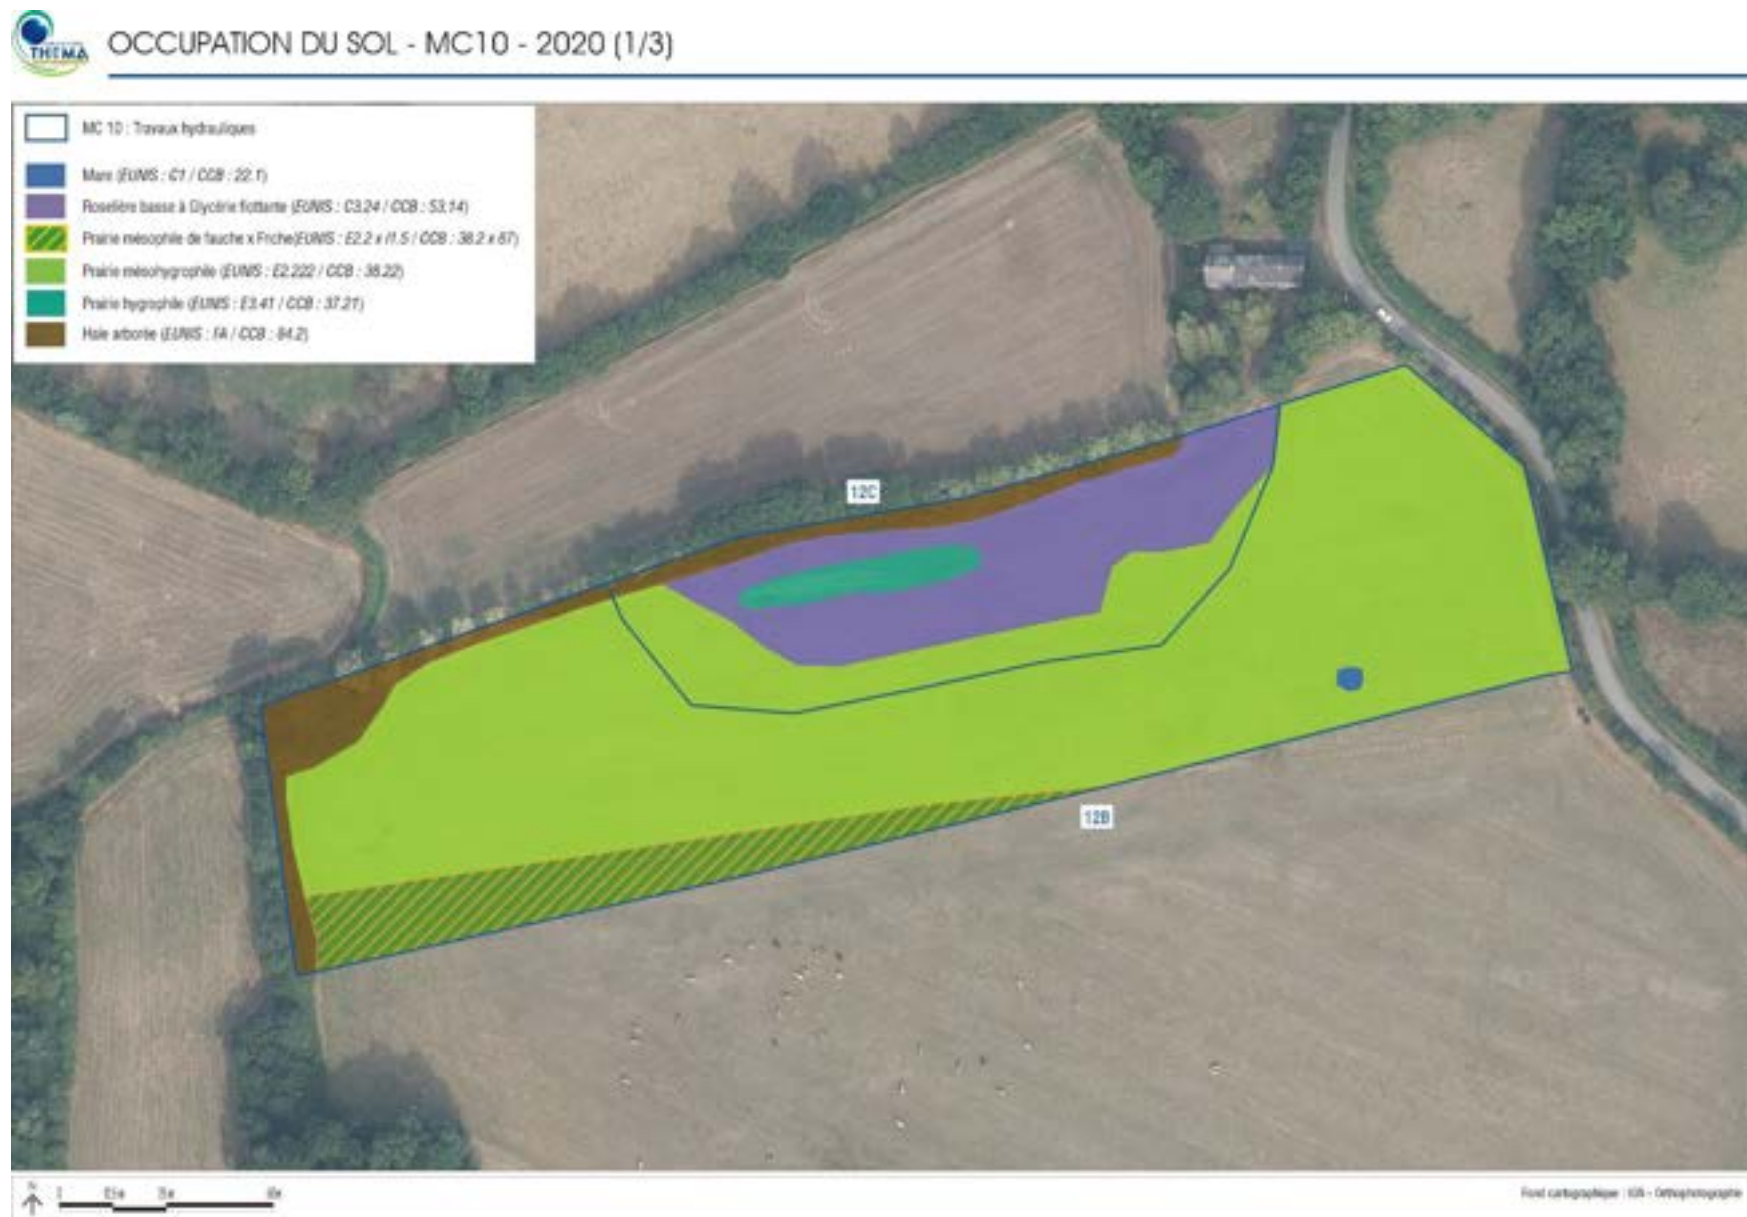 THEMA
OCCUPATION DU SOL - MC10 - 2020 (1/3)
MC 10 : Travaux hydrauliques
Mare (EUNIS : C1 / CCB : 22.1)
Roselière basse à Glycérie flottante (EUNIS : C3.24 / CCB : 53.14)
Prairie mésophile de fauche x Friche(EUNIS : E2.2 x I1.5 / CCB : 38.2 x 87)
Prairie mésohygrophile (EUNIS : E2.222 / CCB : 38.22)
Prairie hygrophile (EUNIS : E3.41 / CCB : 37.21)
Haie arborée (EUNIS : FA / CCB : 84.2)
12C
12B
N
Fond cartographique : IGN - Orthophotographie